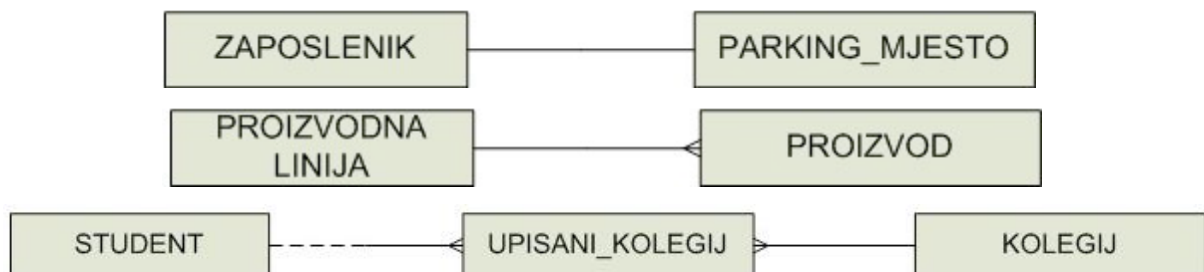 ZAPOSLENIK
PARKING_MJESTO
PROIZVODNA
LINIJA
PROIZVOD
STUDENT
UPISANI_KOLEGIJ
KOLEGIJ